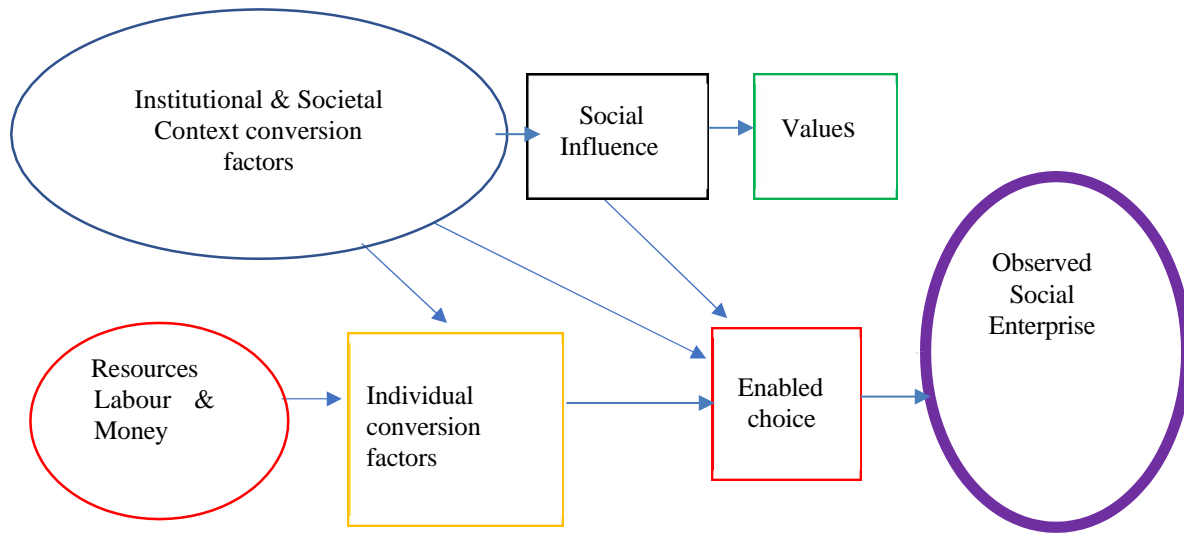 Institutional & Societal
Context conversion
factors
Social
Influence
Values
Observed
Social
Enterprise
Resources
Labour &
Money
Individual
conversion
factors
Enabled
choice